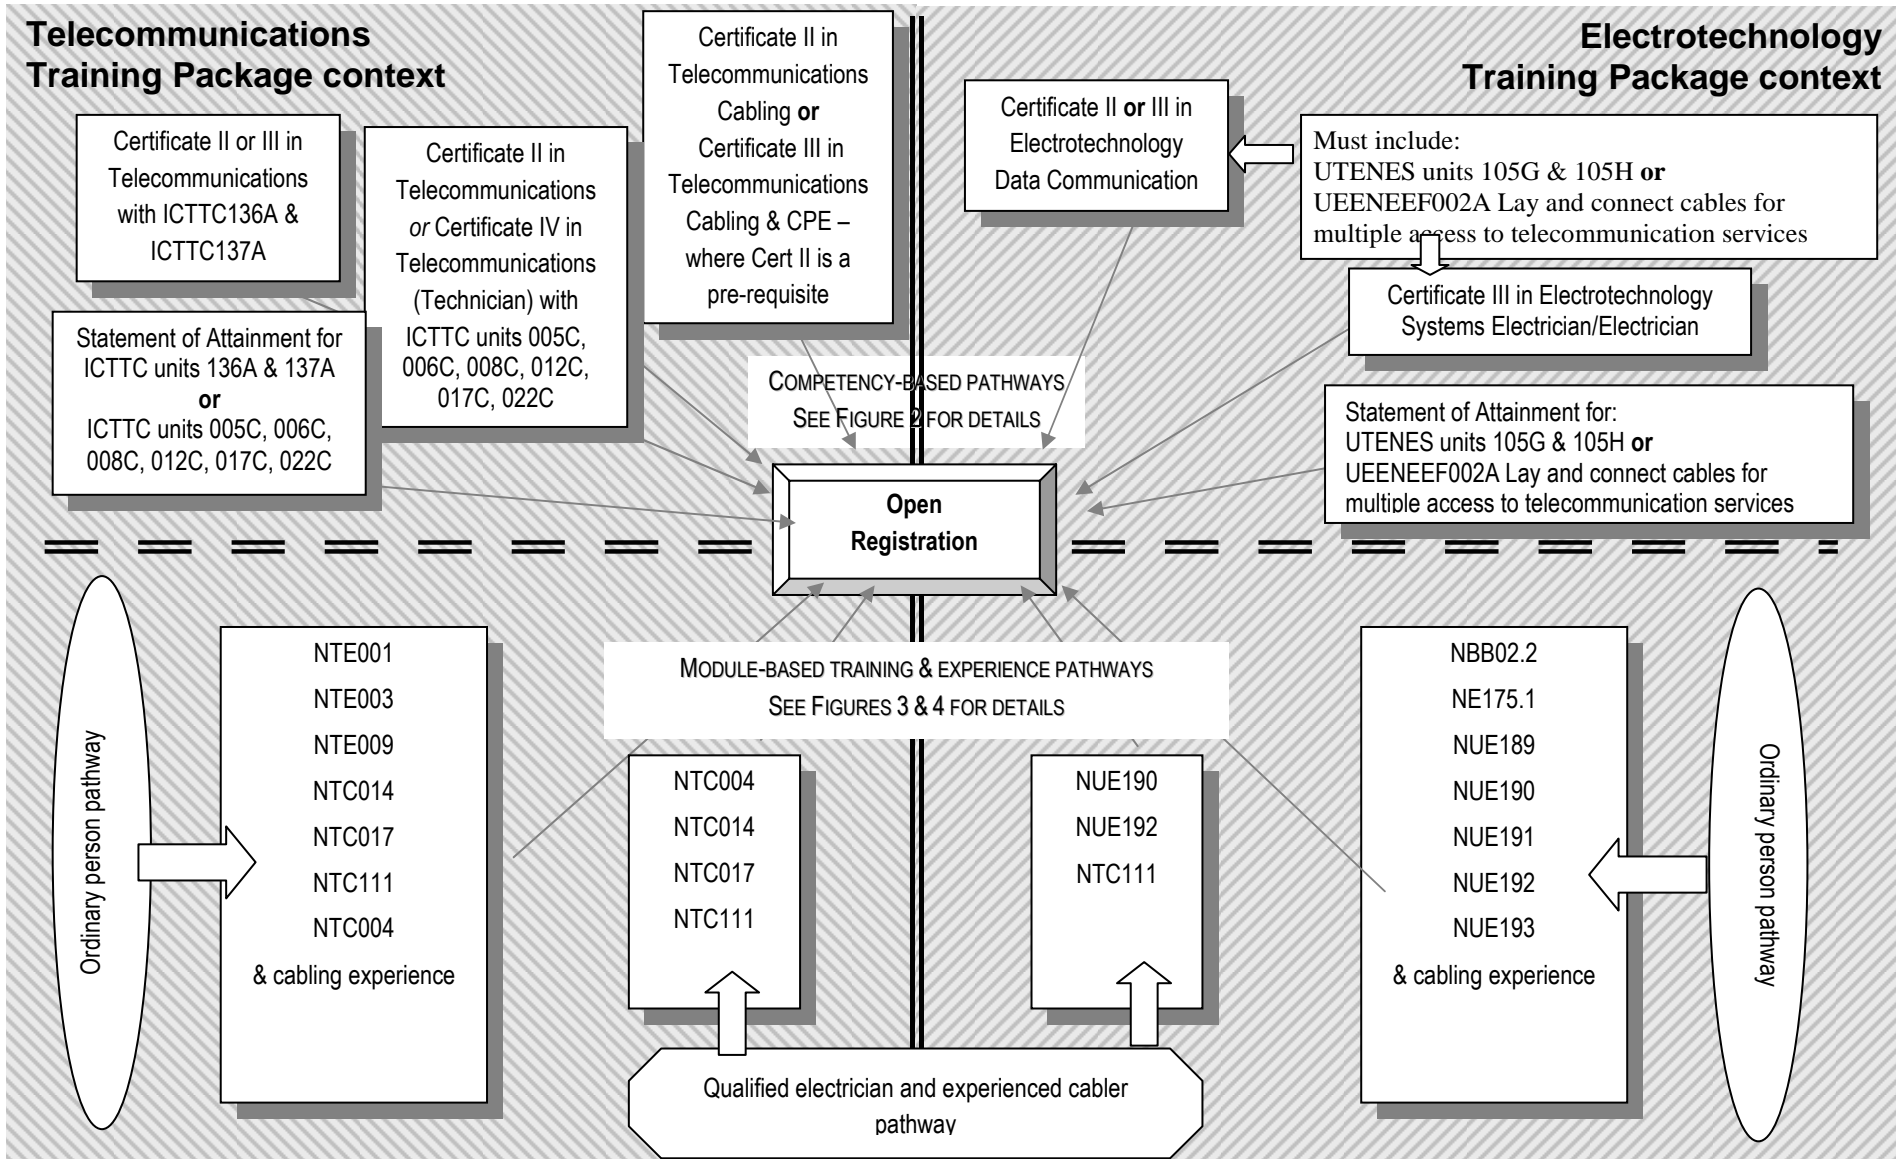 Telecommunications
Training Package context
Electrotechnology
Training Package context
Certificate II or III in
Telecommunications
with ICTTC136A &
ICTTC137A
Certificate II in
Telecommunications
or Certificate IV in
Telecommunications
(Technician) with
ICTTC units 005C,
006C, 008C, 012C,
017C, 022C
Certificate II in
Telecommunications
Cabling or
Certificate III in
Telecommunications
Cabling & CPE –
where Cert II is a
pre-requisite
Certificate II or III in
Electrotechnology
Data Communication
Must include:
UTENES units 105G & 105H or
UEENEEF002A Lay and connect cables for
multiple access to telecommunication services
Certificate III in Electrotechnology
Systems Electrician/Electrician
Statement of Attainment for
ICTTC units 136A & 137A
or
ICTTC units 005C, 006C,
008C, 012C, 017C, 022C
COMPETENCY-BASED PATHWAYS
SEE FIGURE 2 FOR DETAILS
Statement of Attainment for:
UTENES units 105G & 105H or
UEENEEF002A Lay and connect cables for
multiple access to telecommunication services
Open
Registration
MODULE-BASED TRAINING & EXPERIENCE PATHWAYS
SEE FIGURES 3 & 4 FOR DETAILS
Ordinary person pathway
NTE001
NTE003
NTE009
NTC014
NTC017
NTC111
NTC004
& cabling experience
NTC004
NTC014
NTC017
NTC111
NUE190
NUE192
NTC111
NBB02.2
NE175.1
NUE189
NUE190
NUE191
NUE192
NUE193
& cabling experience
Ordinary person pathway
Qualified electrician and experienced cabler
pathway